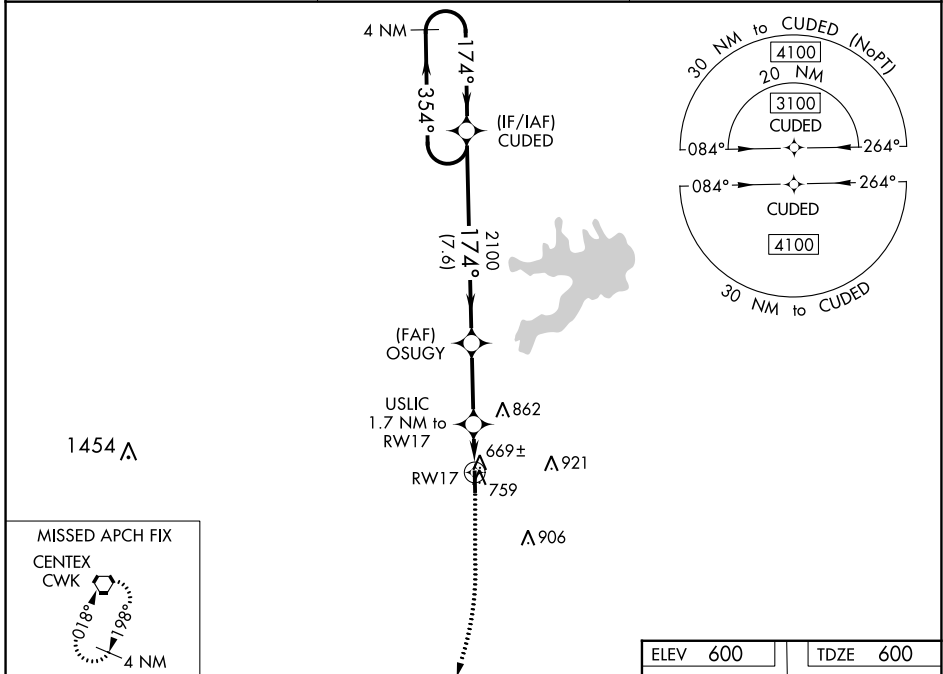 4 NM
174°
354°
(IF/IAF)
CUDED
2100
174°
(7.6)
(FAF)
OSUGY
USLIC
1.7 NM to
RW17
862
669±
921
RW17
759
906
1454
30 NM to CUDED (NoPT)
4100
20 NM
3100
CUDED
084°
264°
084°
264°
CUDED
4100
30 NM to CUDED
MISSED APCH FIX
CENTEX
CWK
018°
198°
4 NM
ELEV 600
TDZE 600